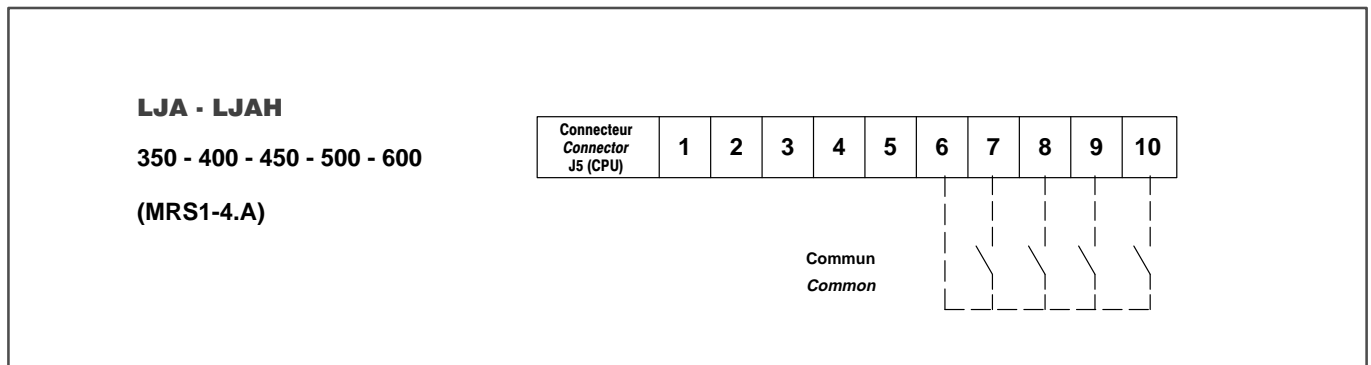 LJA - LJAH
350 - 400 - 450 - 500 - 600
(MRS1-4.A)
Connecteur
Connector
J5 (CPU)
1 2 3 4 5 6 7 8 9 10
Commun
Common